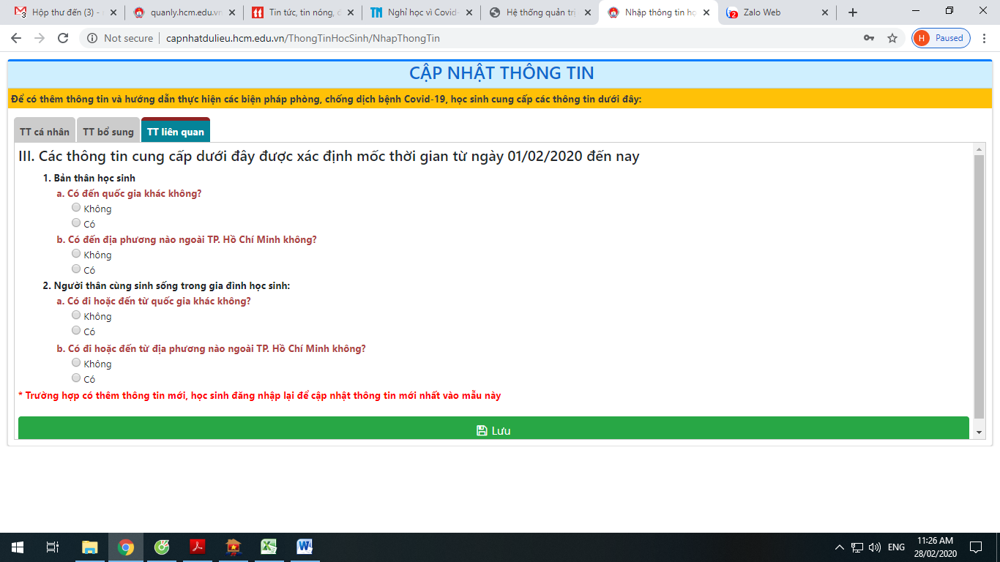 Hộp thư đến (3) -
quanly.hcm.edu.vn
Tin tức, tin nóng, đ
Nghỉ học vì Covid-
Hệ thống quản trị
Nhập thông tin họ
Zalo Web
Not secure
capnhatdulieu.hcm.edu.vn/ThongTinHocSinh/NhapThongTin
H Paused
CẬP NHẬT THÔNG TIN
Để có thêm thông tin và hướng dẫn thực hiện các biện pháp phòng, chống dịch bệnh Covid-19, học sinh cung cấp các thông tin dưới đây:
TT cá nhân
TT bổ sung
TT liên quan
III. Các thông tin cung cấp dưới đây được xác định mốc thời gian từ ngày 01/02/2020 đến nay
1. Bản thân học sinh
a. Có đến quốc gia khác không?
Không
Có
b. Có đến địa phương nào ngoài TP. Hồ Chí Minh không?
Không
Có
2. Người thân cùng sinh sống trong gia đình học sinh:
a. Có đi hoặc đến từ quốc gia khác không?
Không
Có
b. Có đi hoặc đến từ địa phương nào ngoài TP. Hồ Chí Minh không?
Không
Có
* Trường hợp có thêm thông tin mới, học sinh đăng nhập lại để cập nhật thông tin mới nhất vào mẫu này
Lưu
ENG
11:26 AM
28/02/2020